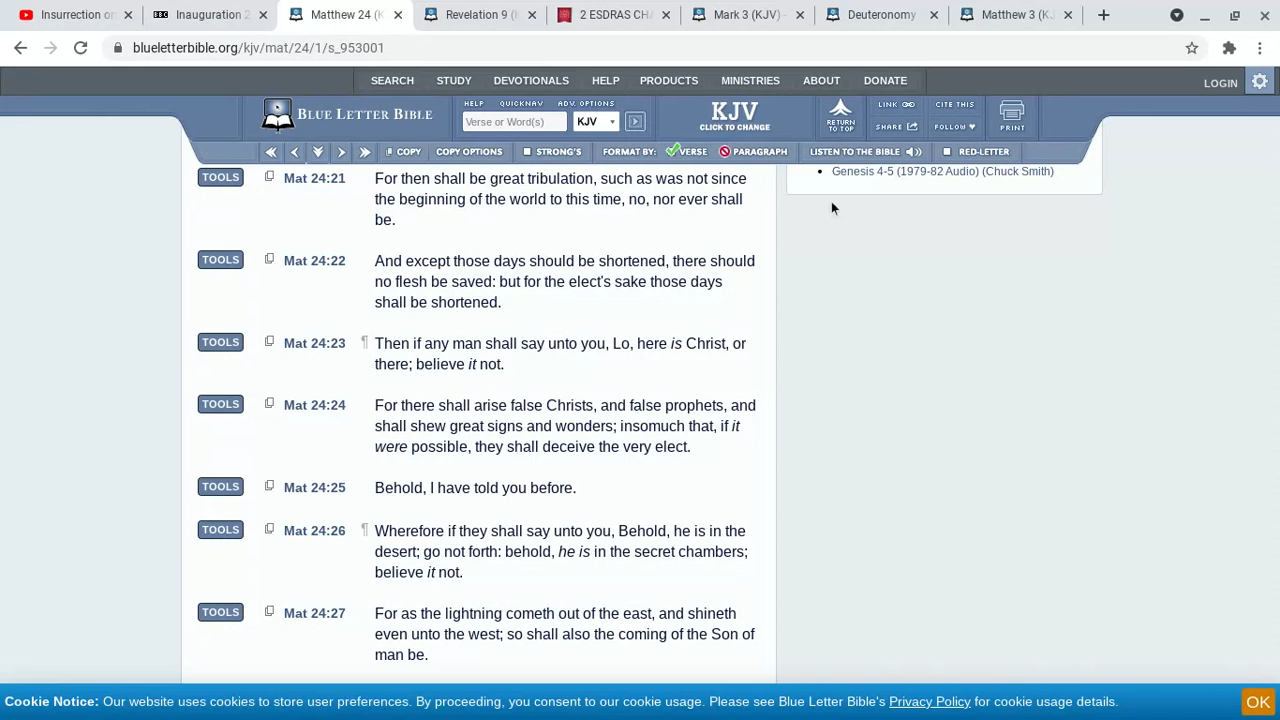 Insurrection on
BBC Inauguration 2
Matthew 24 (K
Revelation 9 (K
2 ESDRAS CHA
Mark 3 (KJV) -
Deuteronomy
Matthew 3 (KJ
blueletterbible.org/kjv/mat/24/1/s_953001
SEARCH STUDY DEVOTIONALS HELP PRODUCTS MINISTRIES ABOUT DONATE
LOGIN
BLUE LETTER BIBLE
HELP QUICKNAV ADV. OPTIONS
Verse or Word(s) KJV
KJV
CLICK TO CHANGE
RETURN
TO TOP
LINK CITE THIS
SHARE FOLLOW
PRINT
COPY COPY OPTIONS STRONG'S FORMAT BY: VERSE PARAGRAPH LISTEN TO THE BIBLE RED-LETTER
Genesis 4-5 (1979-82 Audio) (Chuck Smith)
TOOLS Mat 24:21 For then shall be great tribulation, such as was not since
the beginning of the world to this time, no, nor ever shall
be.
TOOLS Mat 24:22 And except those days should be shortened, there should
no flesh be saved: but for the elect's sake those days
shall be shortened.
TOOLS Mat 24:23 ¶ Then if any man shall say unto you, Lo, here is Christ, or
there; believe it not.
TOOLS Mat 24:24 For there shall arise false Christs, and false prophets, and
shall shew great signs and wonders; insomuch that, if it
were possible, they shall deceive the very elect.
TOOLS Mat 24:25 Behold, I have told you before.
TOOLS Mat 24:26 ¶ Wherefore if they shall say unto you, Behold, he is in the
desert; go not forth: behold, he is in the secret chambers;
believe it not.
TOOLS Mat 24:27 For as the lightning cometh out of the east, and shineth
even unto the west; so shall also the coming of the Son of
man be.
Cookie Notice: Our website uses cookies to store user preferences. By proceeding, you consent to our cookie usage. Please see Blue Letter Bible's Privacy Policy for cookie usage details. OK